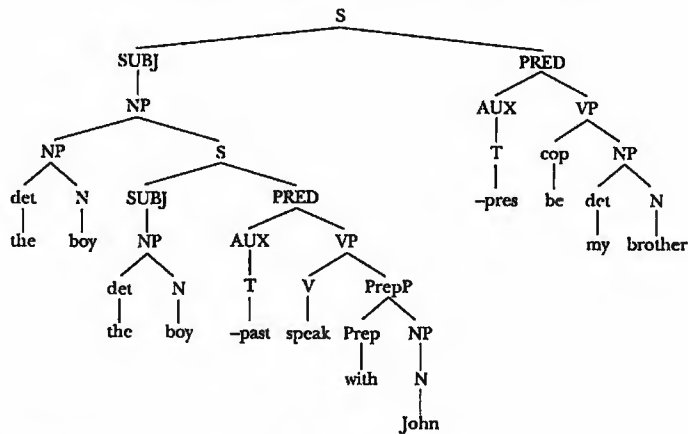 S
SUBJ PRED
NP AUX VP
NP S T cop NP
det N SUBJ PRED –pres be det N
the boy NP AUX VP my brother
det N T V PrepP
the boy –past speak Prep NP
with N
John